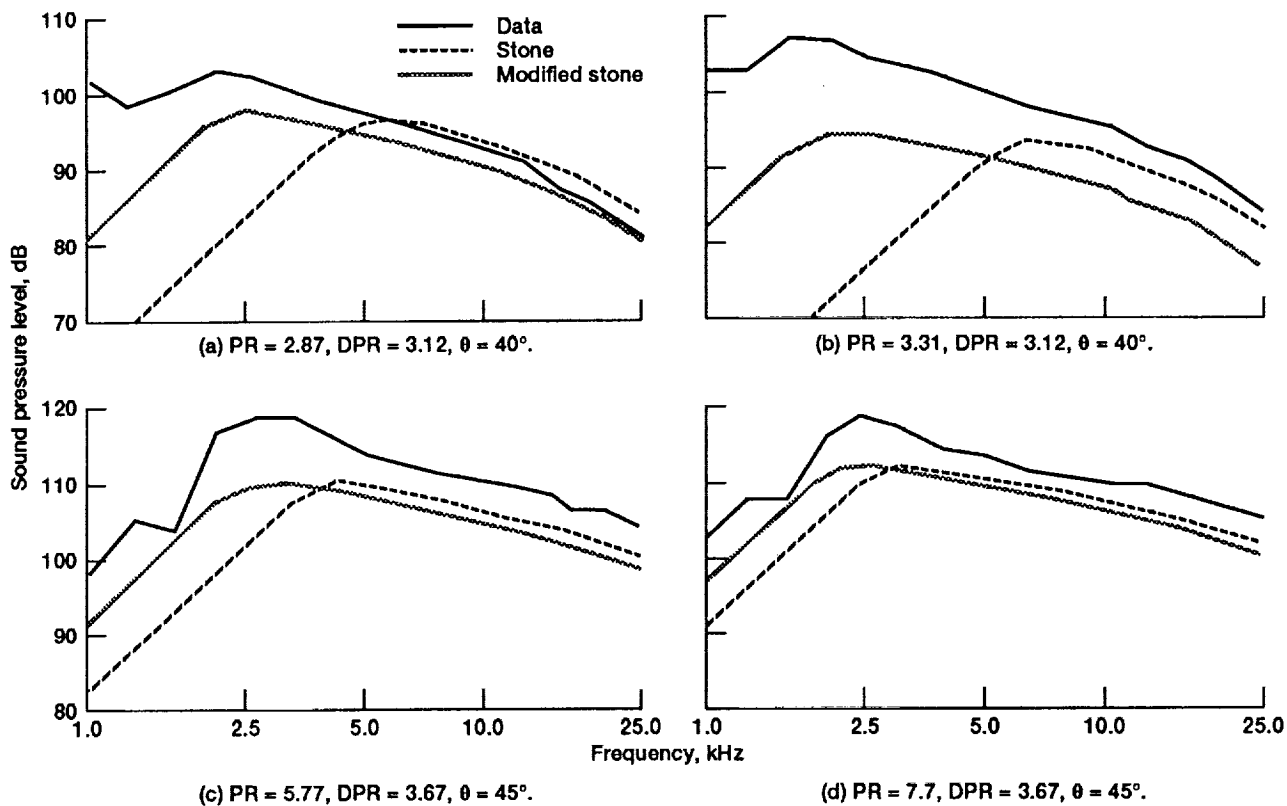 110
100
90
80
70
Data
Stone
Modified stone
(a) PR = 2.87, DPR = 3.12, θ = 40°.
(b) PR = 3.31, DPR = 3.12, θ = 40°.
Sound pressure level, dB
120
110
100
90
80
1.0
2.5
5.0
10.0
25.0
1.0
2.5
5.0
10.0
25.0
Frequency, kHz
(c) PR = 5.77, DPR = 3.67, θ = 45°.
(d) PR = 7.7, DPR = 3.67, θ = 45°.